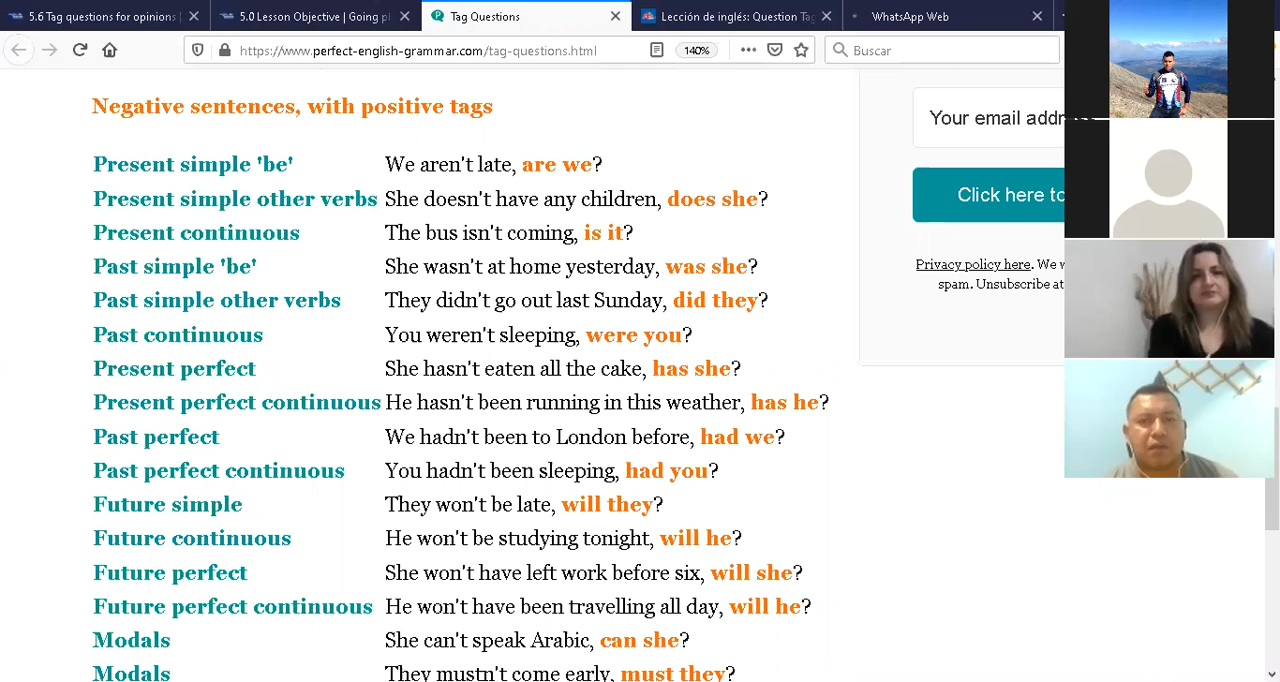 5.6 Tag questions for opinions
5.0 Lesson Objective | Going pl
Tag Questions
Lección de inglés: Question Tag
WhatsApp Web
https://www.perfect-english-grammar.com/tag-questions.html
140%
Buscar
Negative sentences, with positive tags
Present simple 'be' We aren't late, are we?
Present simple other verbs She doesn't have any children, does she?
Present continuous The bus isn't coming, is it?
Past simple 'be' She wasn't at home yesterday, was she?
Past simple other verbs They didn't go out last Sunday, did they?
Past continuous You weren't sleeping, were you?
Present perfect She hasn't eaten all the cake, has she?
Present perfect continuous He hasn't been running in this weather, has he?
Past perfect We hadn't been to London before, had we?
Past perfect continuous You hadn't been sleeping, had you?
Future simple They won't be late, will they?
Future continuous He won't be studying tonight, will he?
Future perfect She won't have left work before six, will she?
Future perfect continuous He won't have been travelling all day, will he?
Modals She can't speak Arabic, can she?
Modals They mustn't come early, must they?
Your email addre
Click here to
Privacy policy here. We w
spam. Unsubscribe at